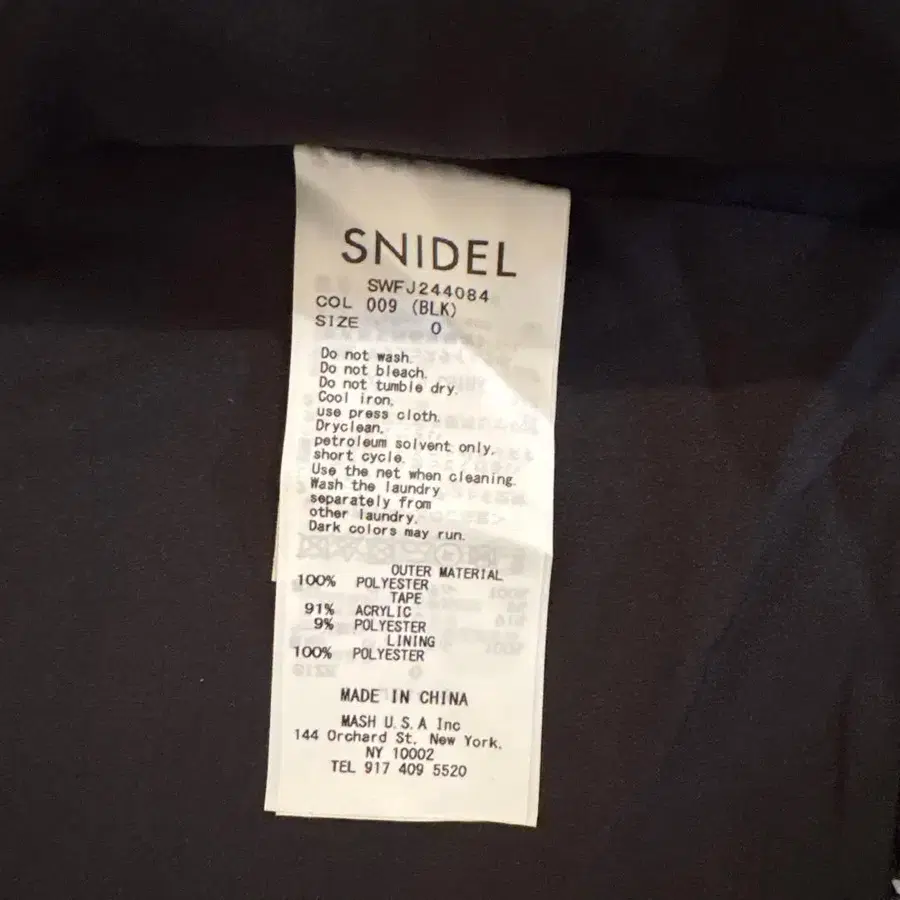 SNIDEL
SWFJ244084
COL 009 (BLK)
SIZE 0
Do not wash.
Do not bleach.
Do not tumble dry.
Cool iron.
use press cloth.
Dryclean.
petroleum solvent only.
short cycle.
Use the net when cleaning.
Wash the laundry
separately from
other laundry.
Dark colors may run.
OUTER MATERIAL
100% POLYESTER
TAPE
91% ACRYLIC
9% POLYESTER
LINING
100% POLYESTER
MADE IN CHINA
MASH U.S.A Inc
144 Orchard St. New York,
NY 10002
TEL 917 409 5520